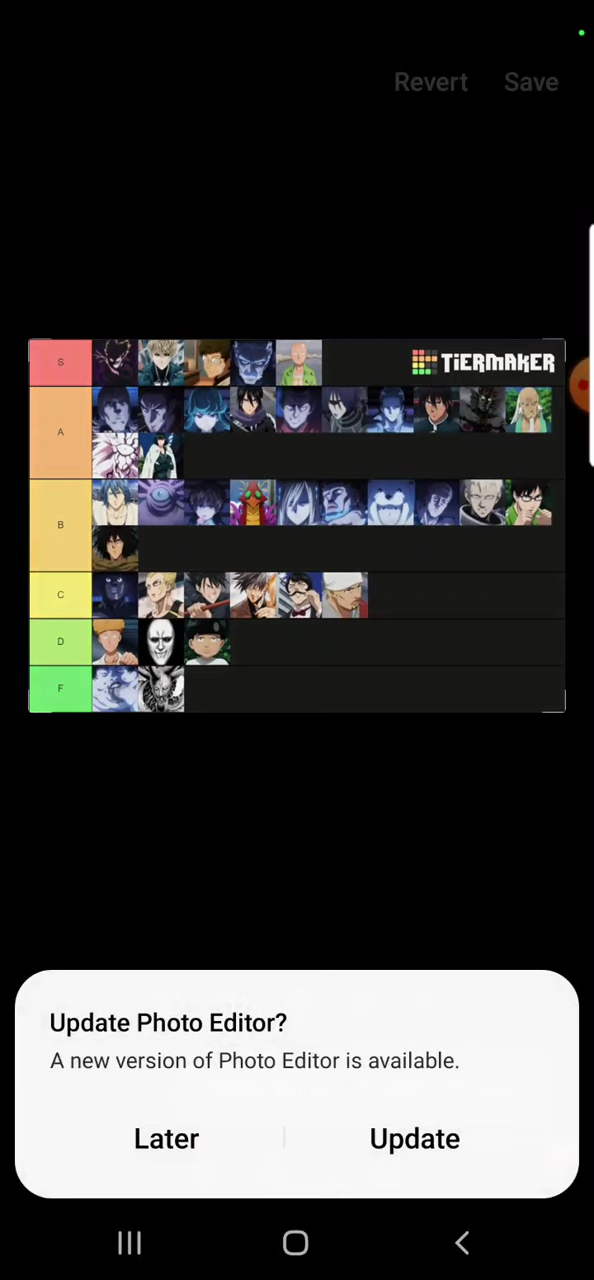 Revert Save
S
TiERMAKER
A
B
C
D
F
Update Photo Editor?
A new version of Photo Editor is available.
Later Update